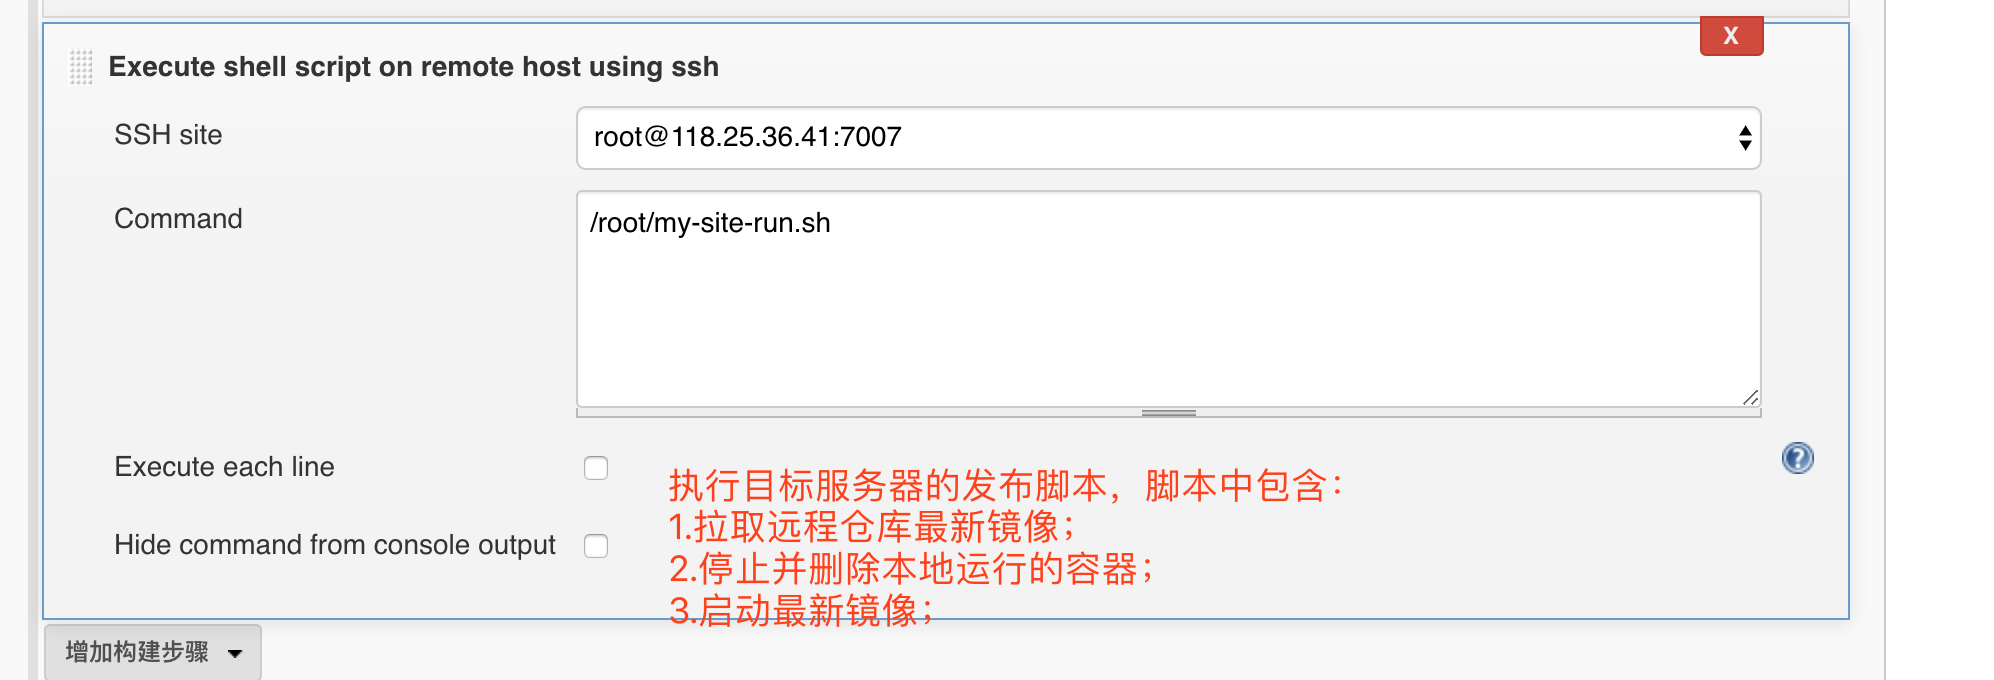 X
Execute shell script on remote host using ssh
SSH site
root@118.25.36.41:7007
Command
/root/my-site-run.sh
Execute each line
?
执行目标服务器的发布脚本，脚本中包含：
1.拉取远程仓库最新镜像；
Hide command from console output
2.停止并删除本地运行的容器；
3.启动最新镜像；
增加构建步骤